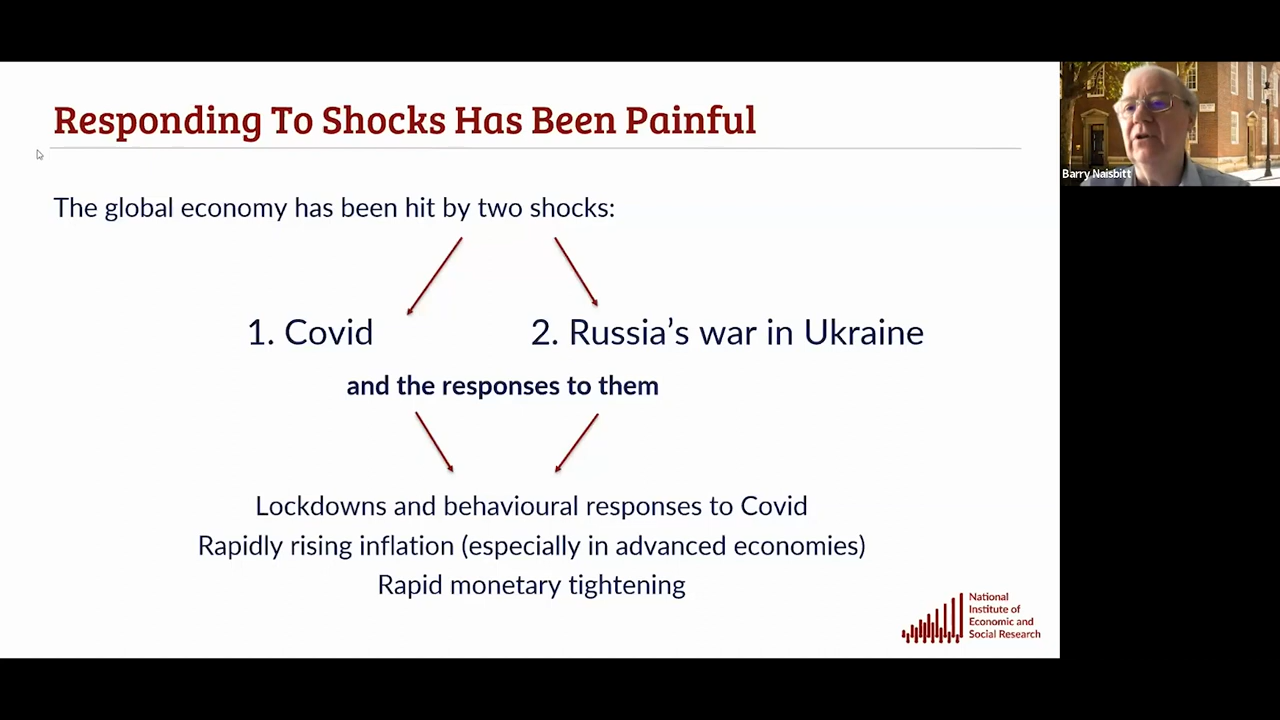 Responding To Shocks Has Been Painful
Barry Naisbitt
The global economy has been hit by two shocks:
1. Covid
2. Russia's war in Ukraine
and the responses to them
Lockdowns and behavioural responses to Covid
Rapidly rising inflation (especially in advanced economies)
Rapid monetary tightening
National
Institute of
Economic and
Social Research